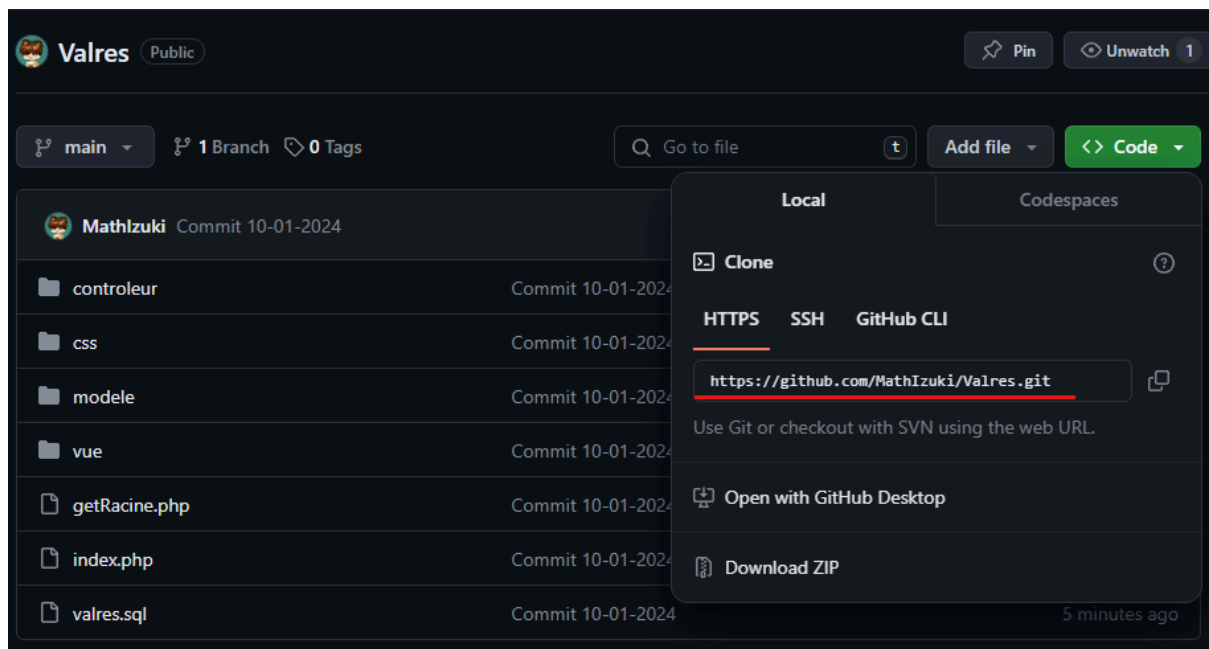 Valres Public Pin Unwatch 1
main 1 Branch 0 Tags Go to file t Add file <> Code
Local Codespaces
MathIzuki Commit 10-01-2024
Clone
controleur Commit 10-01-2024
HTTPS SSH GitHub CLI
css Commit 10-01-2024
https://github.com/MathIzuki/Valres.git
modele Commit 10-01-2024
Use Git or checkout with SVN using the web URL.
vue Commit 10-01-2024
Open with GitHub Desktop
getRacine.php Commit 10-01-2024
index.php Commit 10-01-2024
Download ZIP
valres.sql Commit 10-01-2024 5 minutes ago